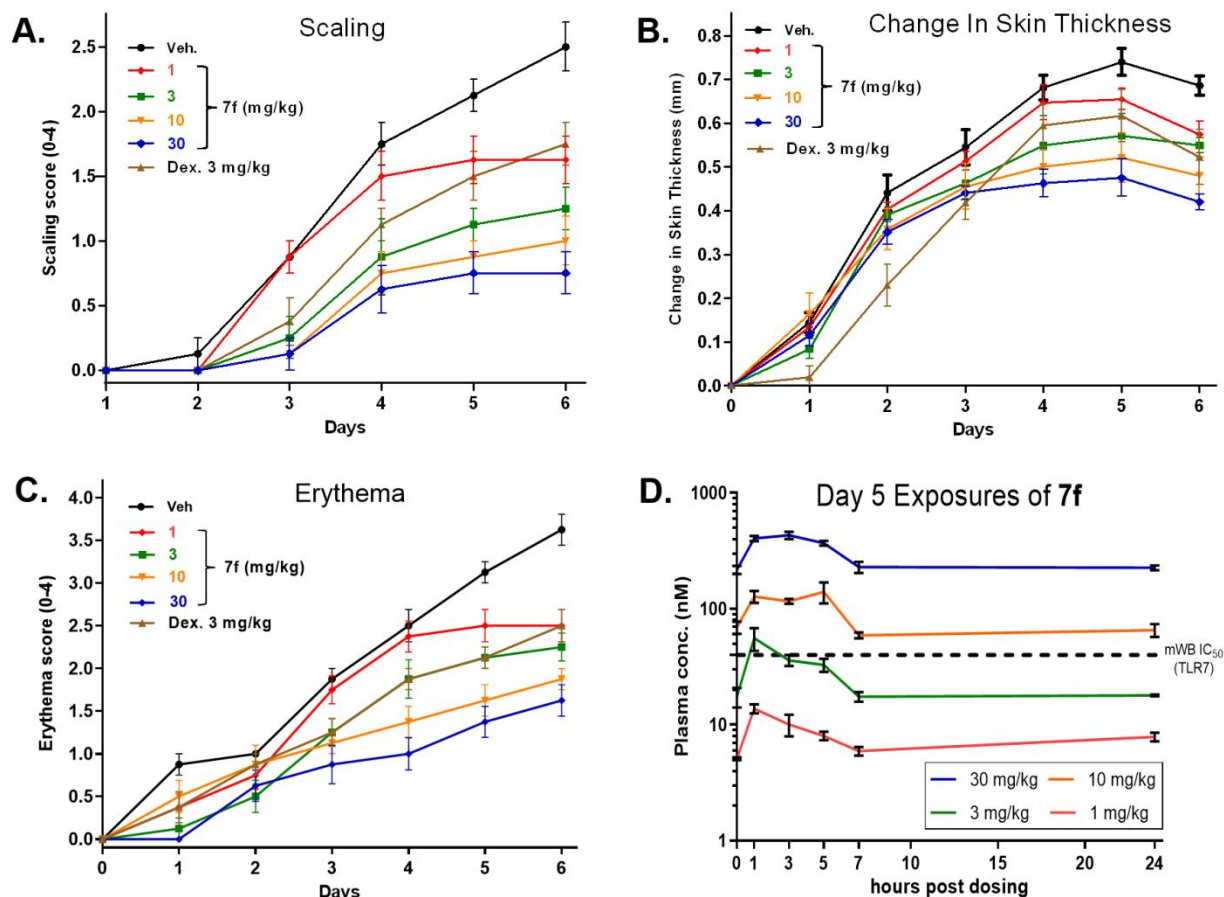 A.
Scaling
Veh.
1
3
10
30
7f (mg/kg)
Dex. 3 mg/kg
Scaling score (0-4)
2.5
2.0
1.5
1.0
0.5
0.0
1 2 3 4 5 6
Days
B.
Change In Skin Thickness
Veh.
1
3
10
30
7f (mg/kg)
Dex. 3 mg/kg
Change in Skin Thickness (mm)
0.8
0.7
0.6
0.5
0.4
0.3
0.2
0.1
0.0
0 1 2 3 4 5 6
Days
C.
Erythema
Veh
1
3
10
30
7f (mg/kg)
Dex. 3 mg/kg
Erythema score (0-4)
4.0
3.5
3.0
2.5
2.0
1.5
1.0
0.5
0.0
0 1 2 3 4 5 6
Days
D.
Day 5 Exposures of 7f
Plasma conc. (nM)
1000
100
10
1
mWB IC50
(TLR7)
30 mg/kg
10 mg/kg
3 mg/kg
1 mg/kg
0 1 3 5 7 10 15 20 24
hours post dosing